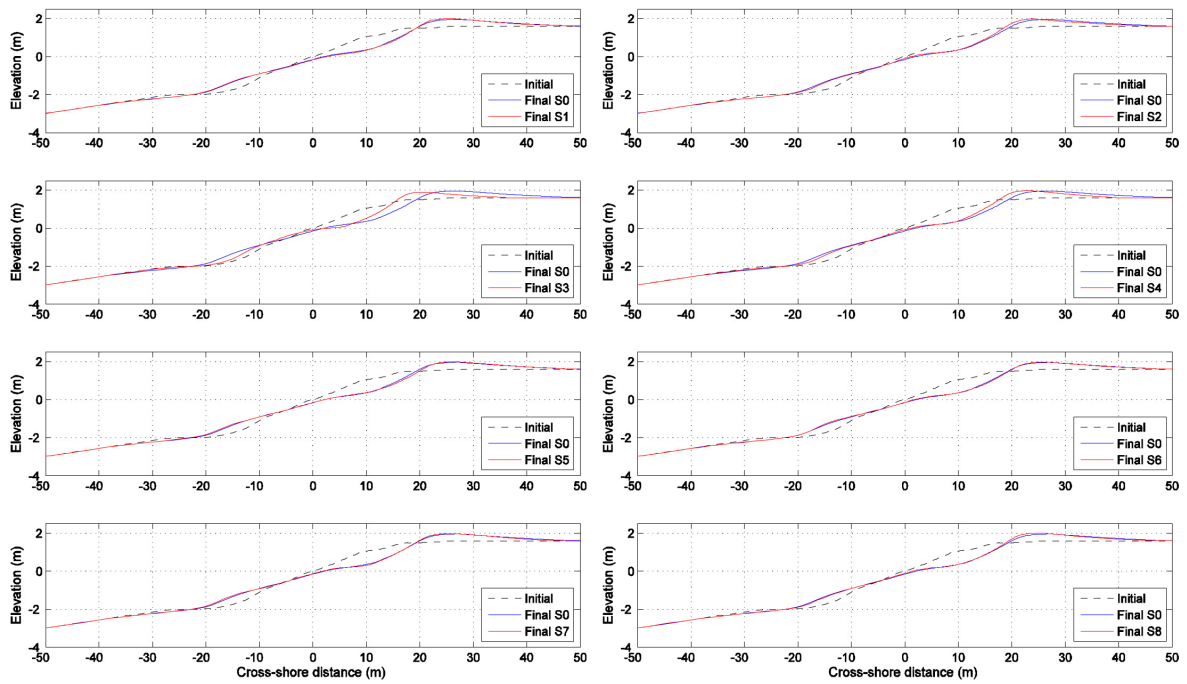 Elevation (m)
2
0
-2
-4
-50 -40 -30 -20 -10 0 10 20 30 40 50
Initial
Final S0
Final S1
Elevation (m)
2
0
-2
-4
-50 -40 -30 -20 -10 0 10 20 30 40 50
Initial
Final S0
Final S2
Elevation (m)
2
0
-2
-4
-50 -40 -30 -20 -10 0 10 20 30 40 50
Initial
Final S0
Final S3
Elevation (m)
2
0
-2
-4
-50 -40 -30 -20 -10 0 10 20 30 40 50
Initial
Final S0
Final S4
Elevation (m)
2
0
-2
-4
-50 -40 -30 -20 -10 0 10 20 30 40 50
Initial
Final S0
Final S5
Elevation (m)
2
0
-2
-4
-50 -40 -30 -20 -10 0 10 20 30 40 50
Initial
Final S0
Final S6
Elevation (m)
2
0
-2
-4
-50 -40 -30 -20 -10 0 10 20 30 40 50
Initial
Final S0
Final S7
Cross-shore distance (m)
Elevation (m)
2
0
-2
-4
-50 -40 -30 -20 -10 0 10 20 30 40 50
Initial
Final S0
Final S8
Cross-shore distance (m)